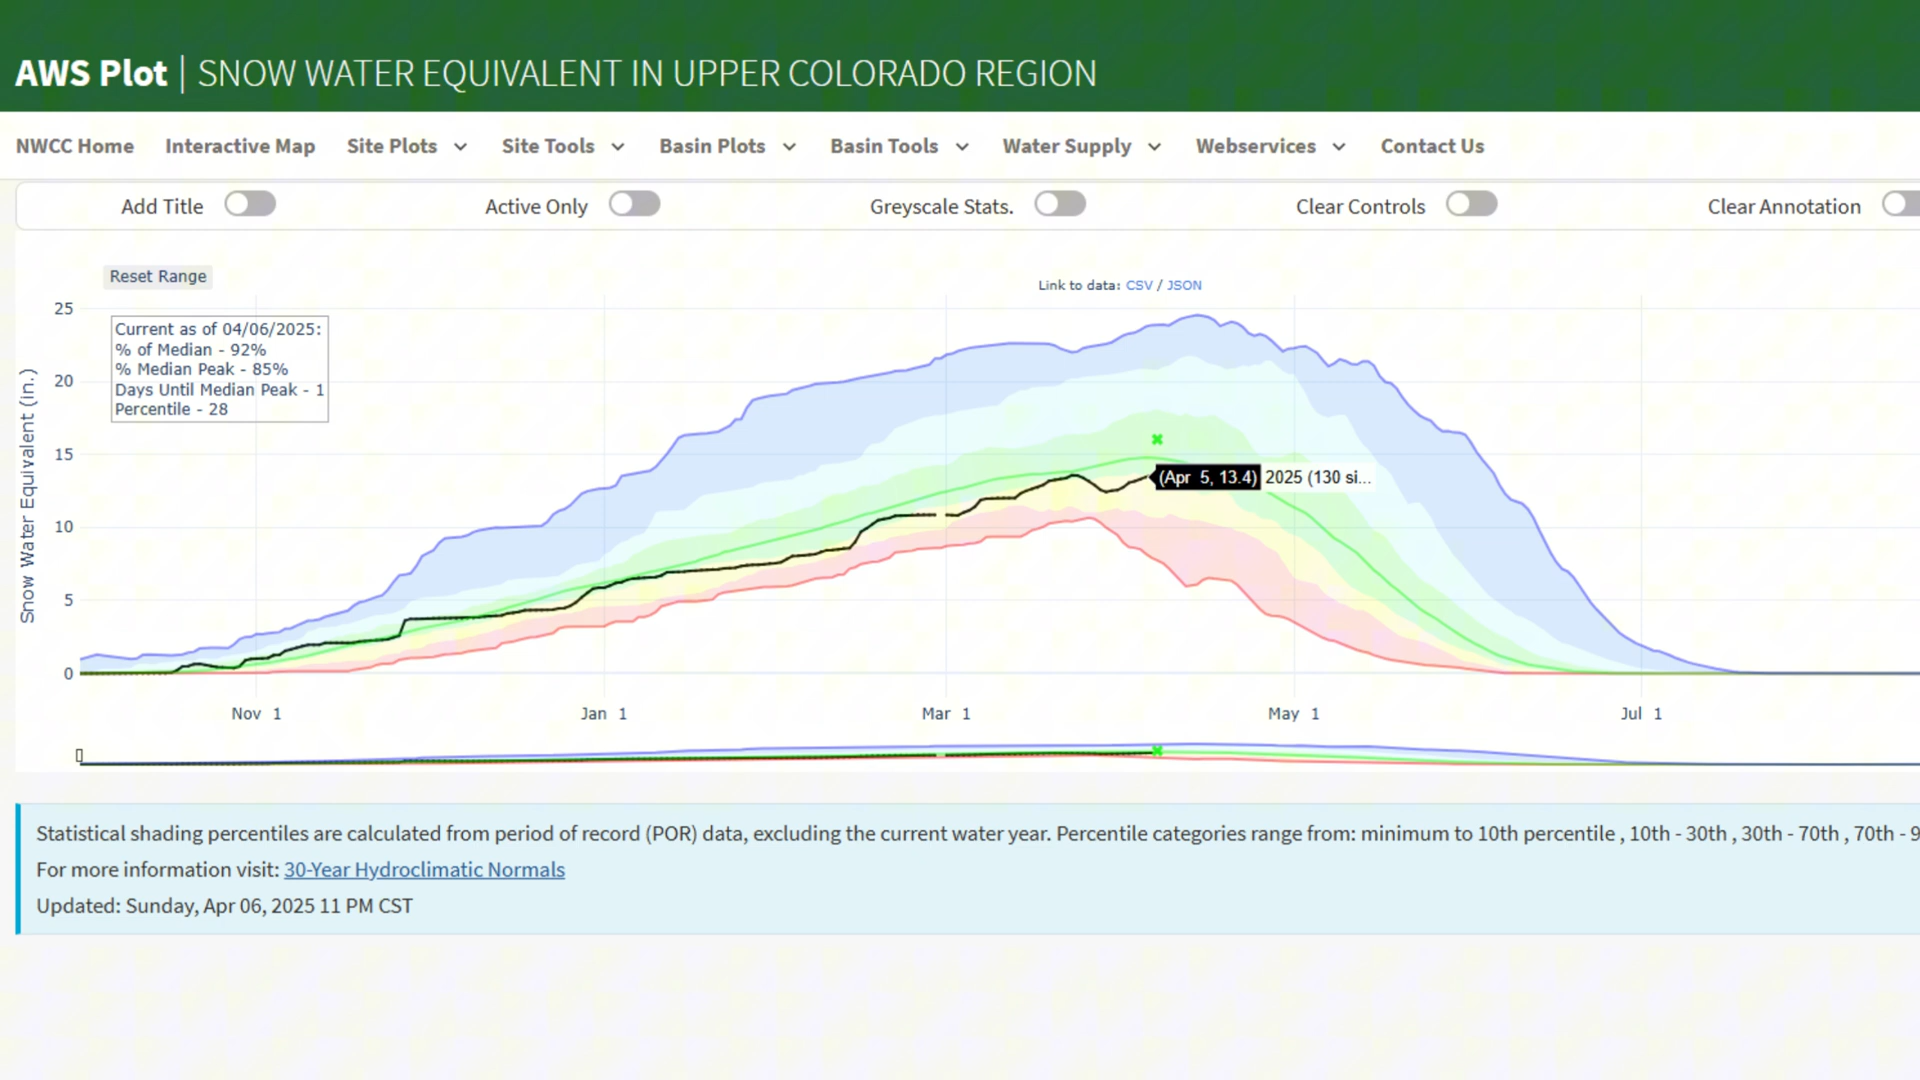 AWS Plot | SNOW WATER EQUIVALENT IN UPPER COLORADO REGION
NWCC Home Interactive Map Site Plots Site Tools Basin Plots Basin Tools Water Supply Webservices Contact Us
Add Title Active Only Greyscale Stats. Clear Controls Clear Annotation
Reset Range
Link to data: CSV / JSON
Snow Water Equivalent (in.)
25
20
15
10
5
0
Current as of 04/06/2025:
% of Median - 92%
% Median Peak - 85%
Days Until Median Peak - 1
Percentile - 28
(Apr 5, 13.4) 2025 (130 si...
Nov 1 Jan 1 Mar 1 May 1 Jul 1
Statistical shading percentiles are calculated from period of record (POR) data, excluding the current water year. Percentile categories range from: minimum to 10th percentile , 10th - 30th , 30th - 70th , 70th - 9
For more information visit: 30-Year Hydroclimatic Normals
Updated: Sunday, Apr 06, 2025 11 PM CST